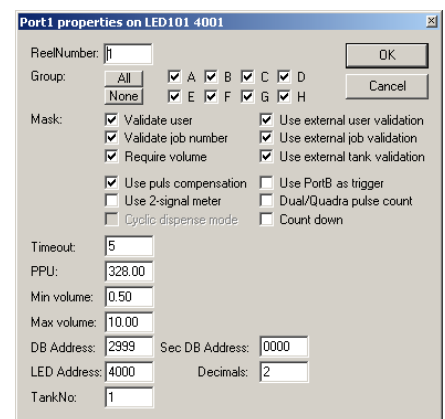 Port1 properties on LED101 4001
ReelNumber: 1 OK
Group: All A B C D Cancel
None E F G H
Mask: Validate user Use external user validation
Validate job number Use external job validation
Require volume Use external tank validation
Use puls compensation Use PortB as trigger
Use 2-signal meter Dual/Quadra pulse count
Cyclic dispense mode Count down
Timeout: 5
PPU: 328.00
Min volume: 0.50
Max volume: 10.00
DB Address: 2999 Sec DB Address: 0000
LED Address: 4000 Decimals: 2
TankNo: 1